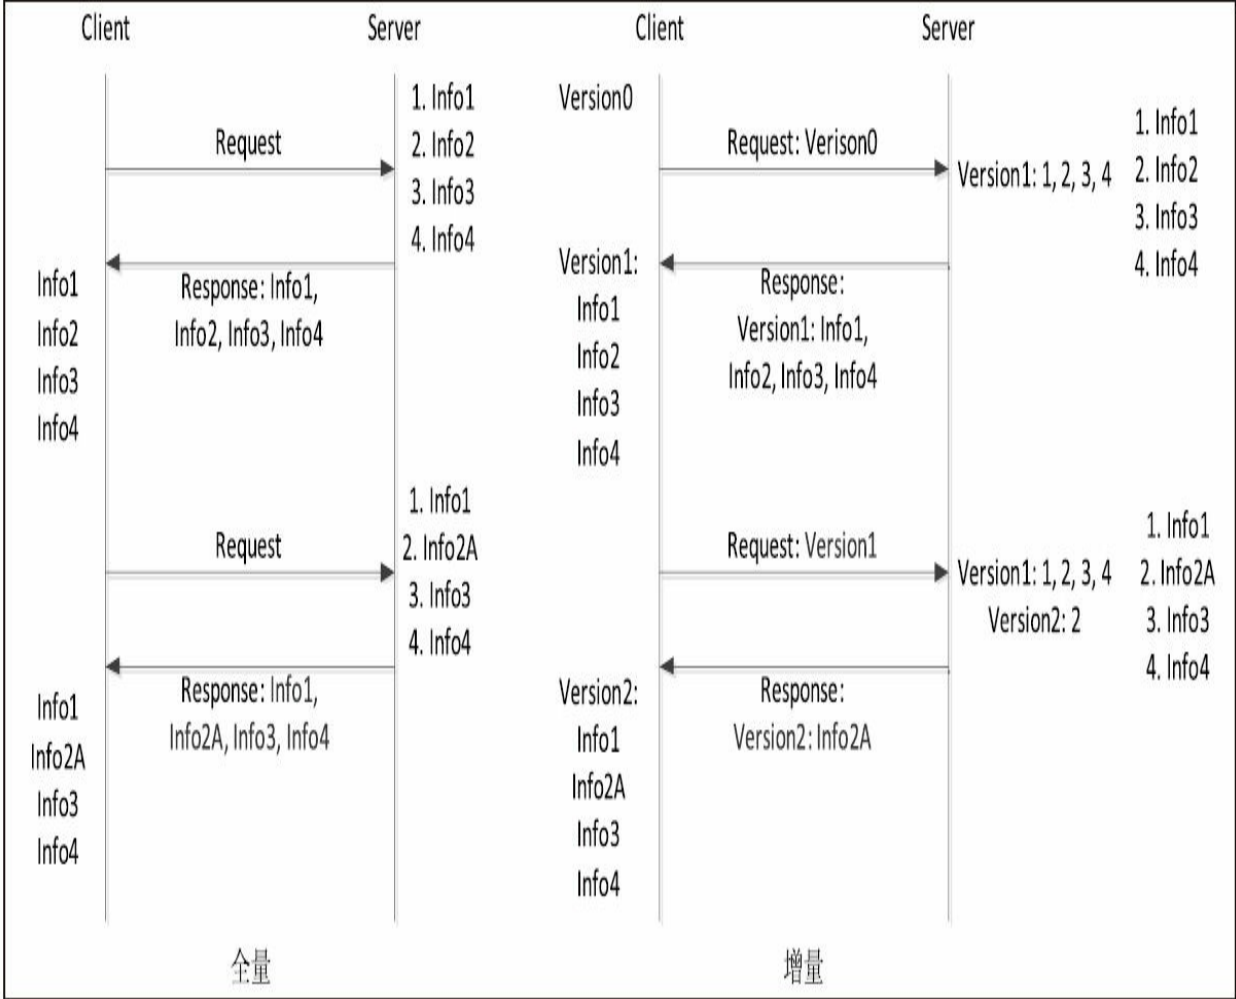 Client
Server
1. Info1
Request
2. Info2
3. Info3
4. Info4
Info1
Response: Info1,
Info2
Info2, Info3, Info4
Info3
Info4
1. Info1
Request
2. Info2A
3. Info3
4. Info4
Response: Info1,
Info1
Info2A, Info3, Info4
Info2A
Info3
Info4
全量
Client
Server
Version0
1. Info1
Request: Verison0
2. Info2
Version1: 1, 2, 3, 4
3. Info3
4. Info4
Version1:
Response:
Info1
Version1: Info1,
Info2
Info2, Info3, Info4
Info3
Info4
1. Info1
Request: Version1
Version1: 1, 2, 3, 4
2. Info2A
Version2: 2
3. Info3
4. Info4
Version2:
Response:
Info1
Version2: Info2A
Info2A
Info3
Info4
增量